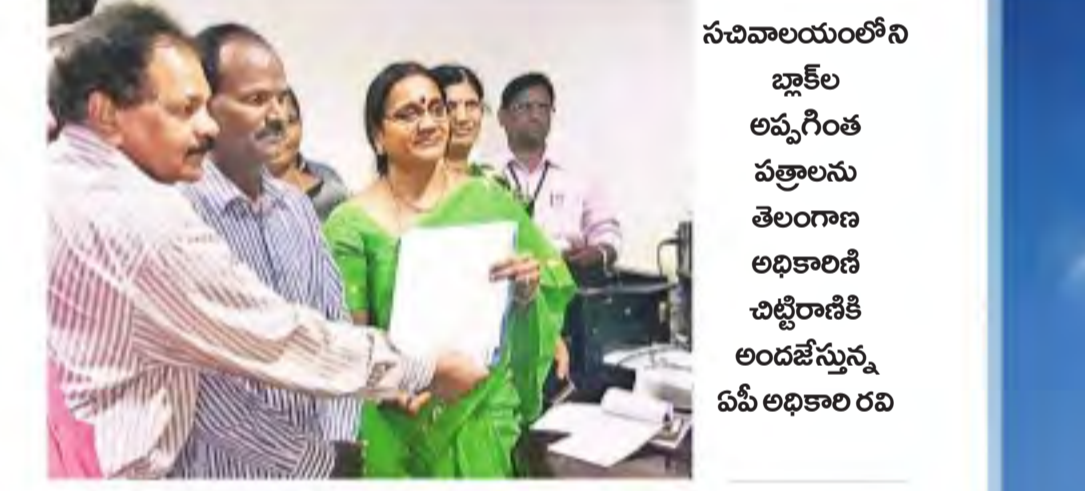 సచివాలయంలోని
బ్లాక్‌ల
అప్పగింత
పత్రాలను
తెలంగాణ
అధికారిణి
చిట్టిరాణికి
అందజేస్తున్న
ఏపీ అధికారి రవి